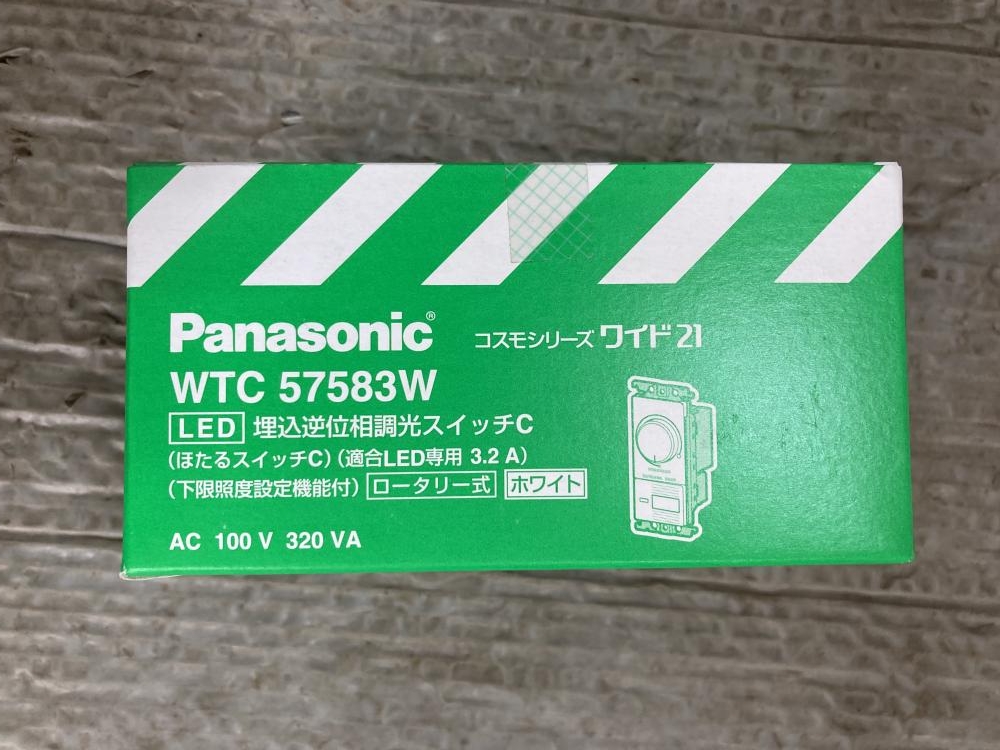 Panasonic® コスモシリーズ ワイド21
WTC 57583W
LED 埋込逆位相調光スイッチC
(ほたるスイッチC)(適合LED専用 3.2 A)
(下限照度設定機能付) ロータリー式 ホワイト
AC 100 V 320 VA